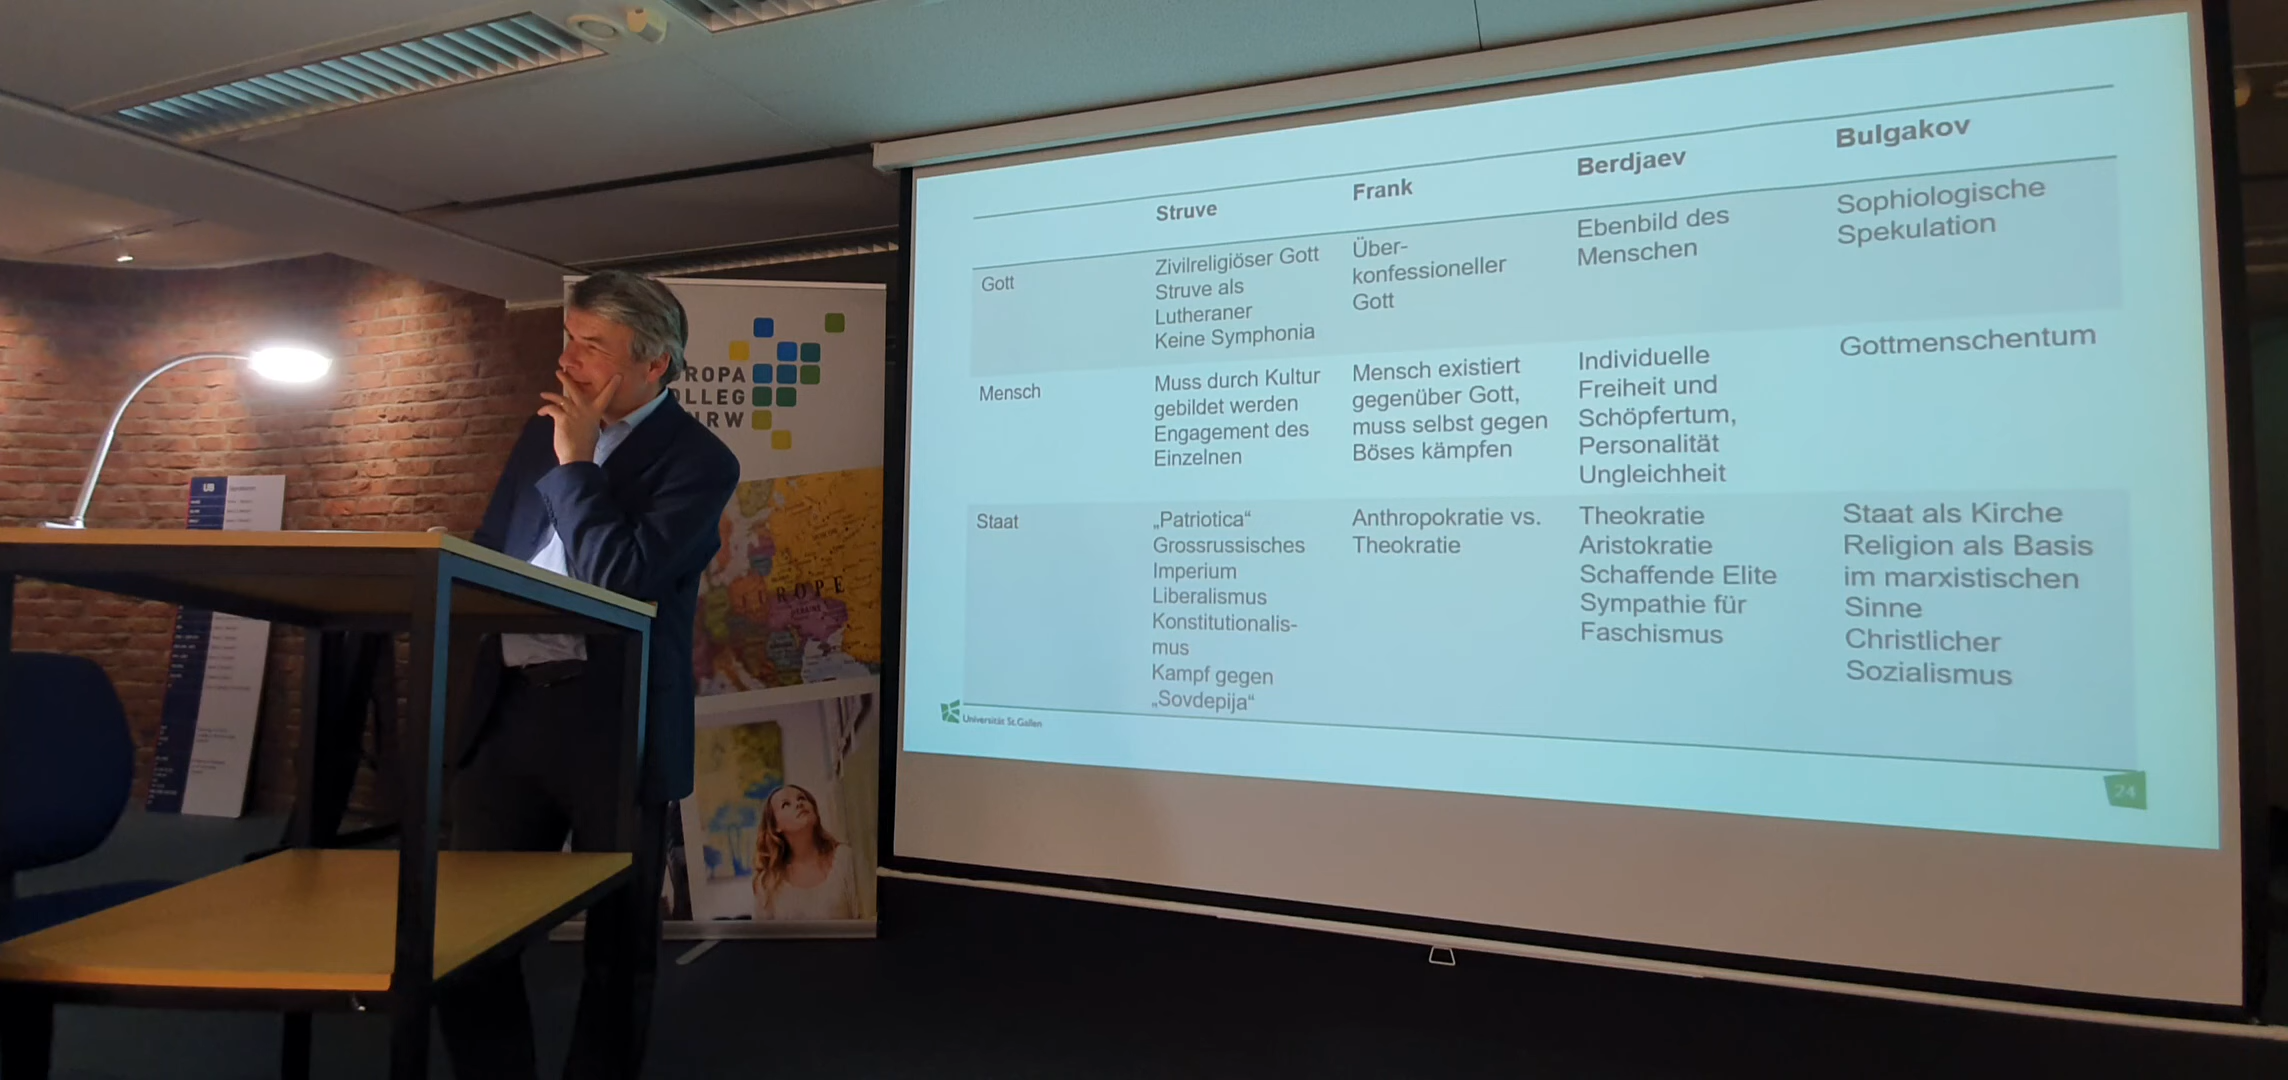 Struve
Frank
Berdjaev
Bulgakov
Gott
Zivilreligiöser Gott
Struve als
Lutheraner
Keine Symphonia
Über-
konfessioneller
Gott
Ebenbild des
Menschen
Sophiologische
Spekulation
Mensch
Muss durch Kultur
gebildet werden
Engagement des
Einzelnen
Mensch existiert
gegenüber Gott,
muss selbst gegen
Böses kämpfen
Individuelle
Freiheit und
Schöpfertum,
Personalität
Ungleichheit
Gottmenschentum
Staat
„Patriotica“
Grossrussisches
Imperium
Liberalismus
Konstitutionalis-
mus
Kampf gegen
„Sovdepija“
Anthropokratie vs.
Theokratie
Theokratie
Aristokratie
Schaffende Elite
Sympathie für
Faschismus
Staat als Kirche
Religion als Basis
im marxistischen
Sinne
Christlicher
Sozialismus
Universität St.Gallen
24
ROPA
LLEG
NRW
EUROPE
UB